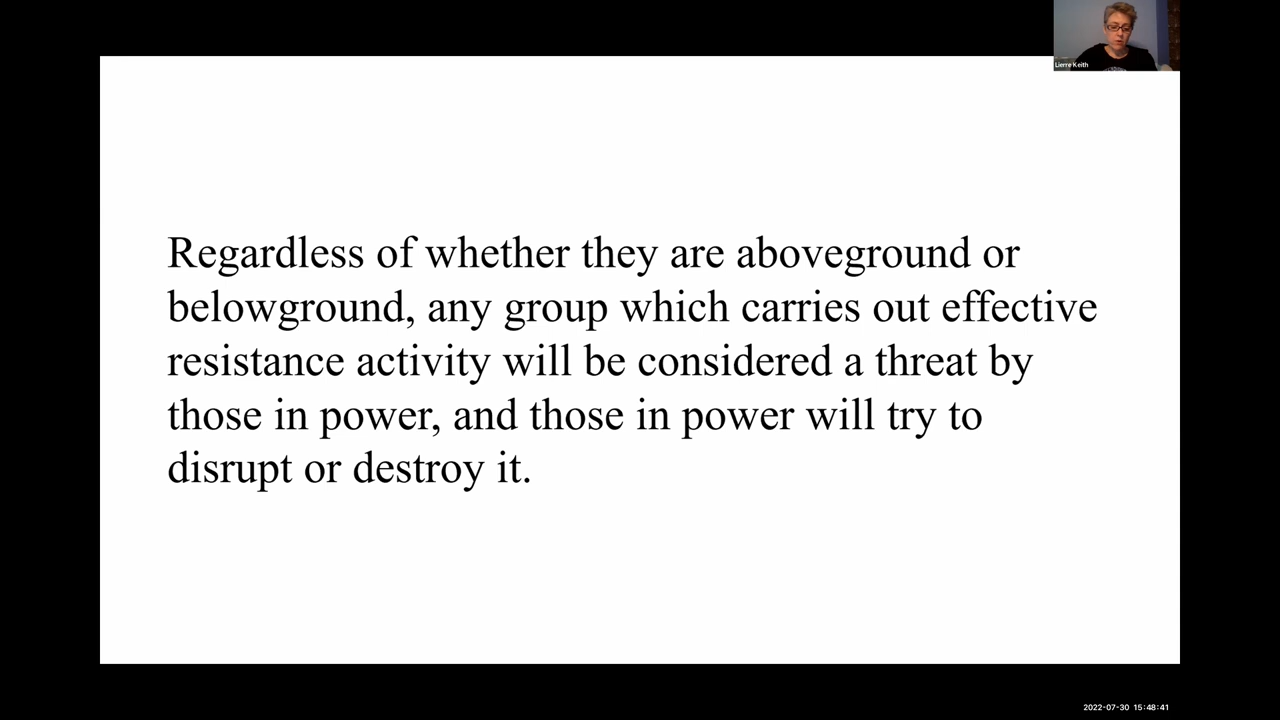 Lierre Keith
Regardless of whether they are aboveground or
belowground, any group which carries out effective
resistance activity will be considered a threat by
those in power, and those in power will try to
disrupt or destroy it.
2022-07-30 15:48:41